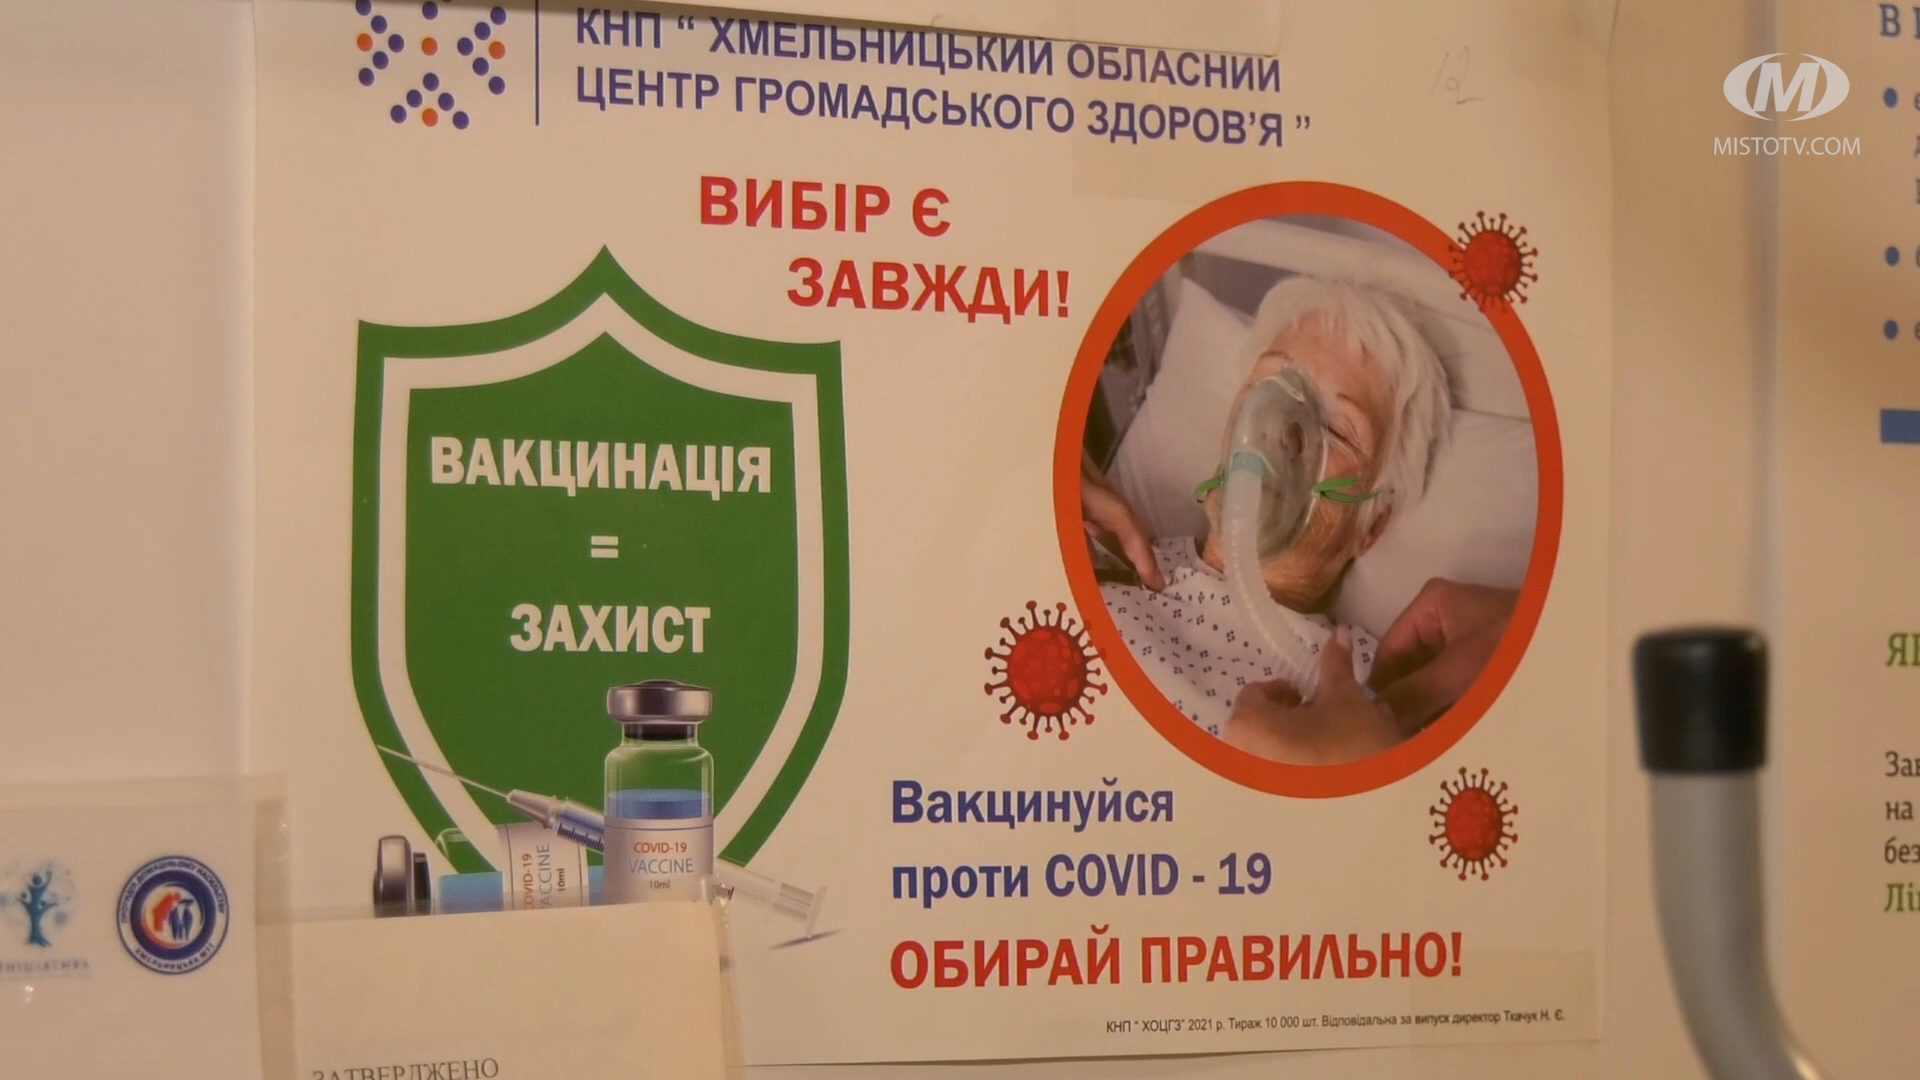 КНП “ ХМЕЛЬНИЦЬКИЙ ОБЛАСНИЙ
ЦЕНТР ГРОМАДСЬКОГО ЗДОРОВ’Я ”
MISTOTV.COM
ВИБІР Є
ЗАВЖДИ!
ВАКЦИНАЦІЯ
=
ЗАХИСТ
COVID-19
VACCINE
10ml
Вакцинуйся
проти COVID - 19
ОБИРАЙ ПРАВИЛЬНО!
КНП “ ХОЦГЗ” 2021 р. Тираж 10 000 шт. Відповідальна за випуск директор Ткачук Н. Є.
ЗАТВЕРДЖЕНО
на